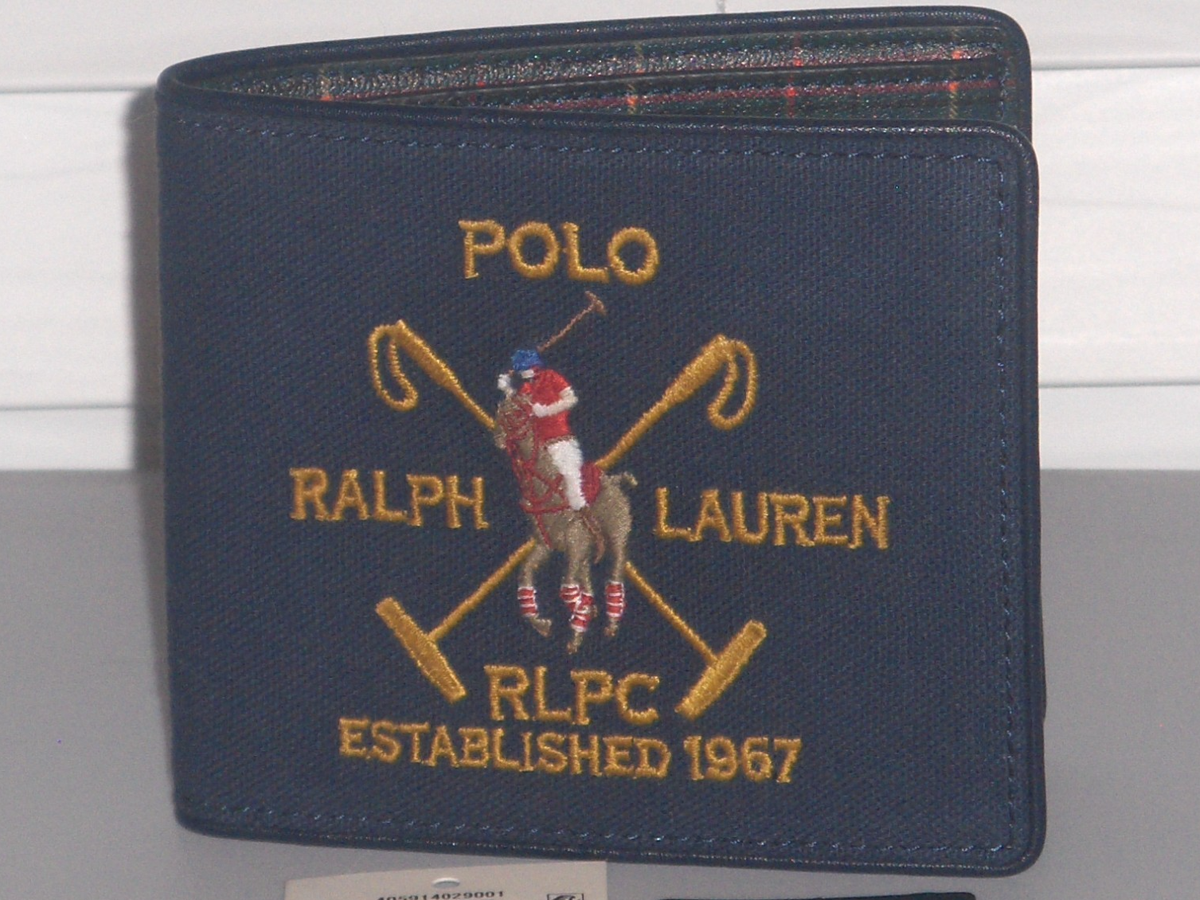 POLO
RALPH LAUREN
RLPC
ESTABLISHED 1967